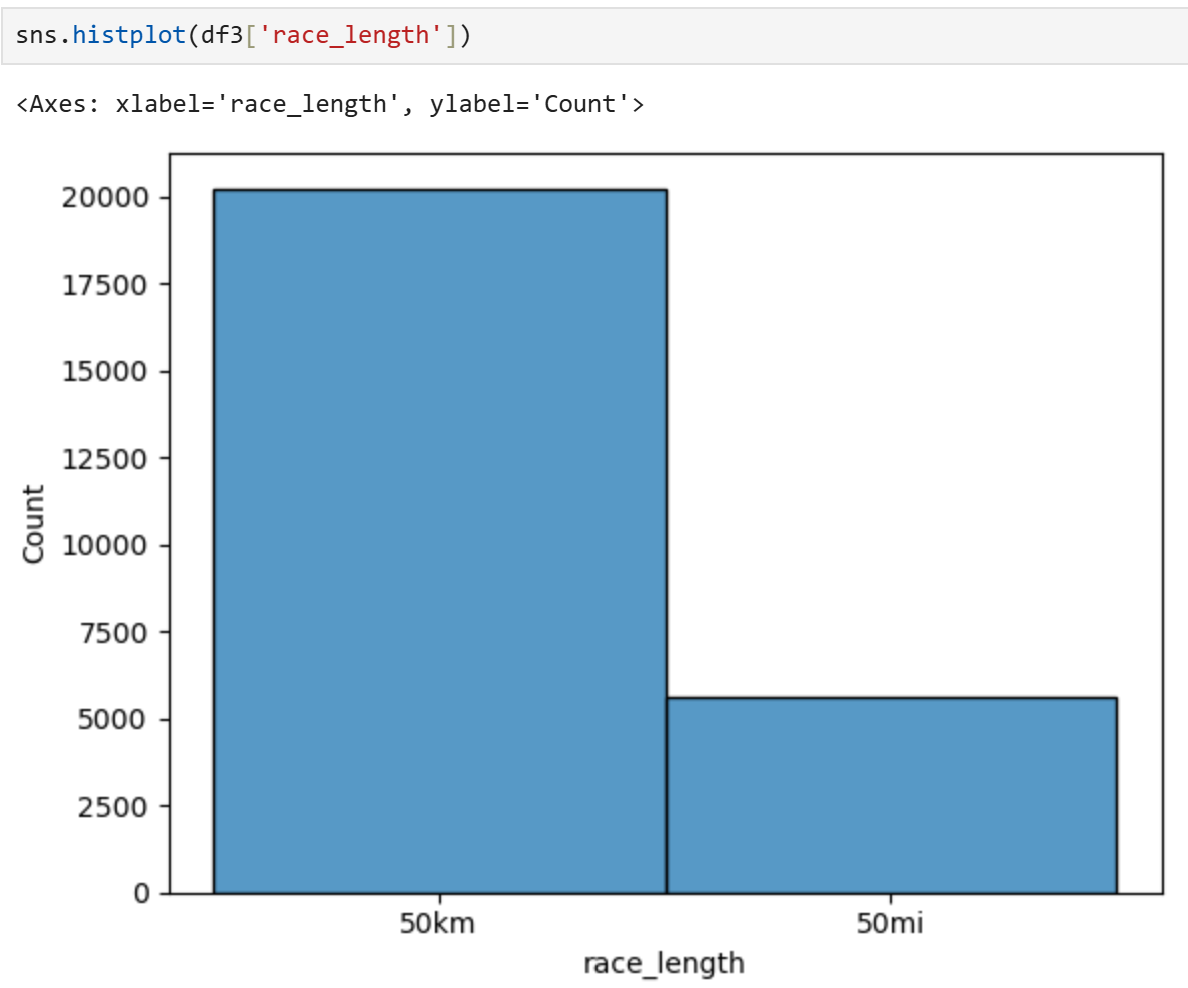 sns.histplot(df3['race_length'])
<Axes: xlabel='race_length', ylabel='Count'>
20000
17500
15000
12500
10000
7500
5000
2500
0
Count
50km 50mi
race_length